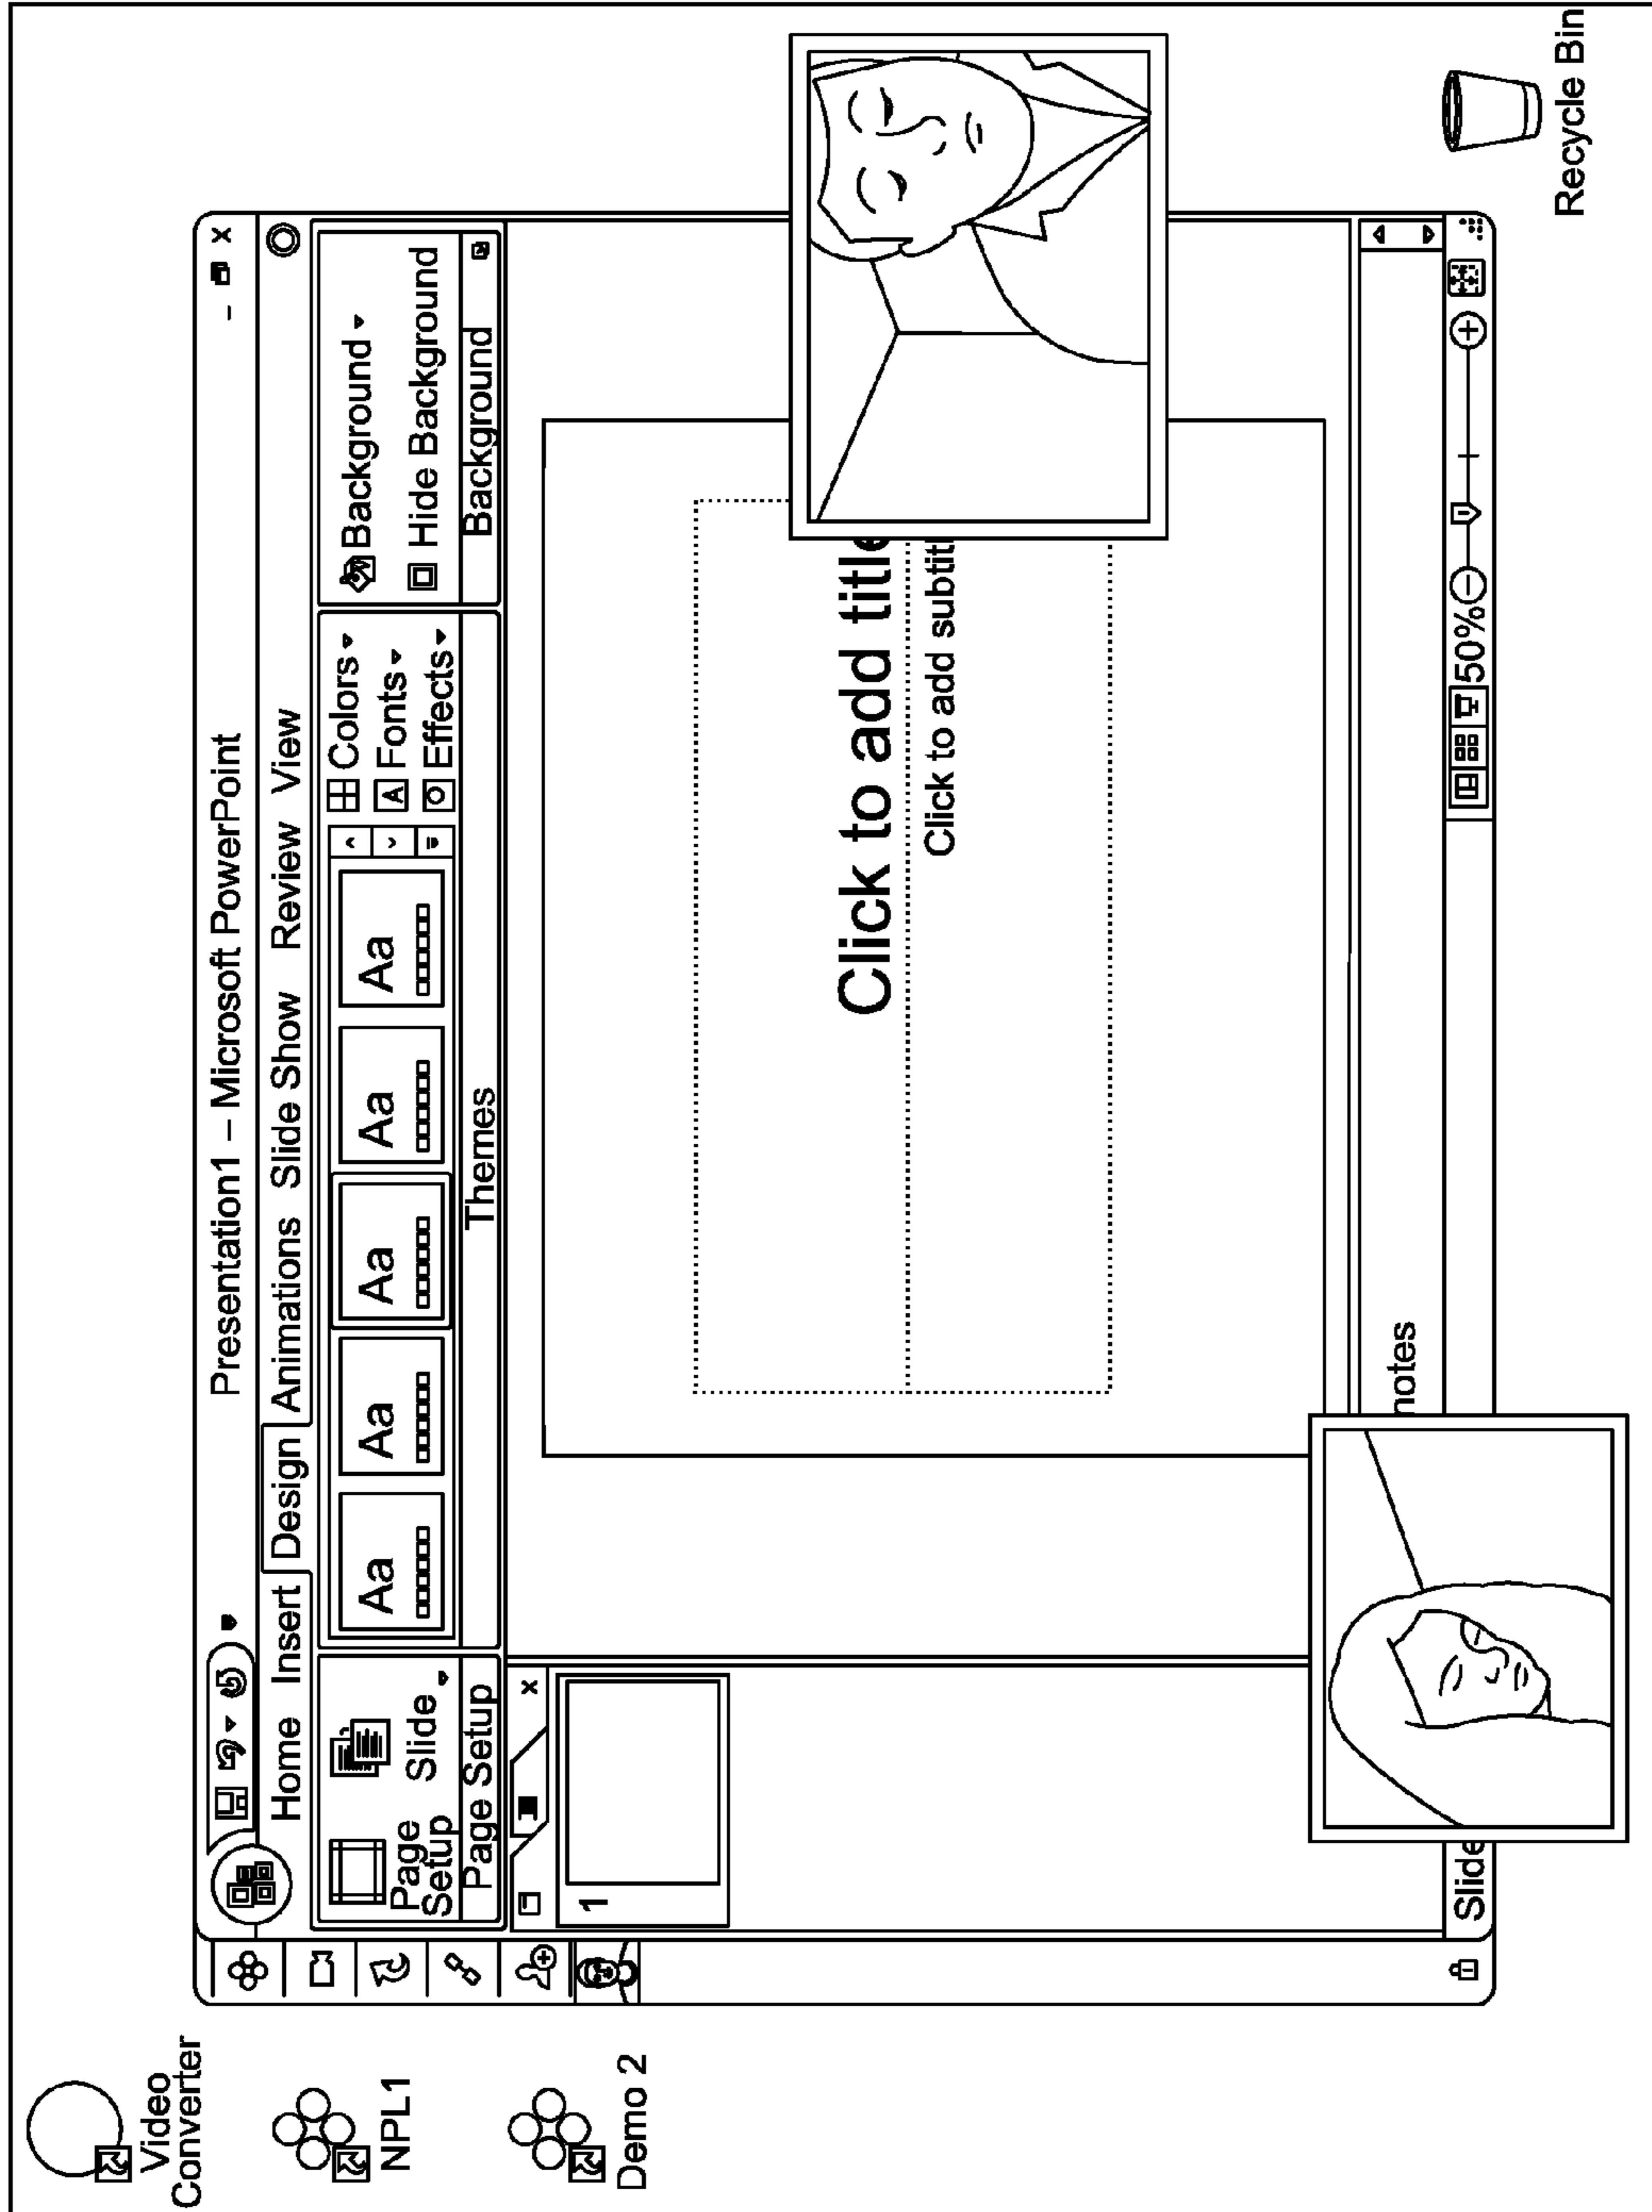 Video
Converter
NPL1
Demo 2
Presentation1 – Microsoft PowerPoint
Home Insert Design Animations Slide Show Review View
Page
Setup
Slide
Page Setup
Aa Aa Aa Aa Aa
Themes
Colors
A Fonts
Effects
Background
Hide Background
Background
1
Click to add title
Click to add subtitl
notes
Slide
50%
Recycle Bin